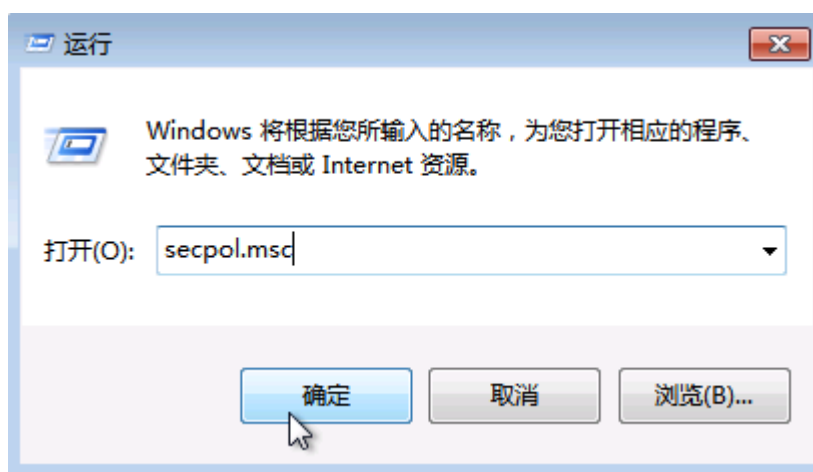 运行
Windows 将根据您所输入的名称，为您打开相应的程序、
文件夹、文档或 Internet 资源。
打开(O): secpol.msc
确定 取消 浏览(B)...